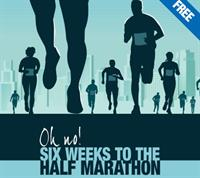 FREE
Oh no!
SIX WEEKS TO THE
HALF MARATHON